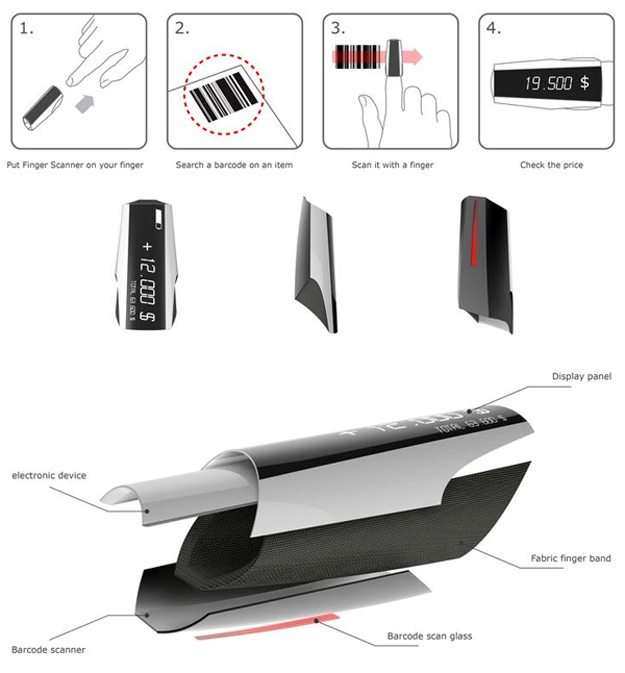 1.
2.
3.
4.
19.500 $
Put Finger Scanner on your finger
Search a barcode on an item
Scan it with a finger
Check the price
+ 12.000 $
TOTAL 63 600 $
Display panel
+ 12.000 $
TOTAL 63 600 $
electronic device
Fabric finger band
Barcode scan glass
Barcode scanner